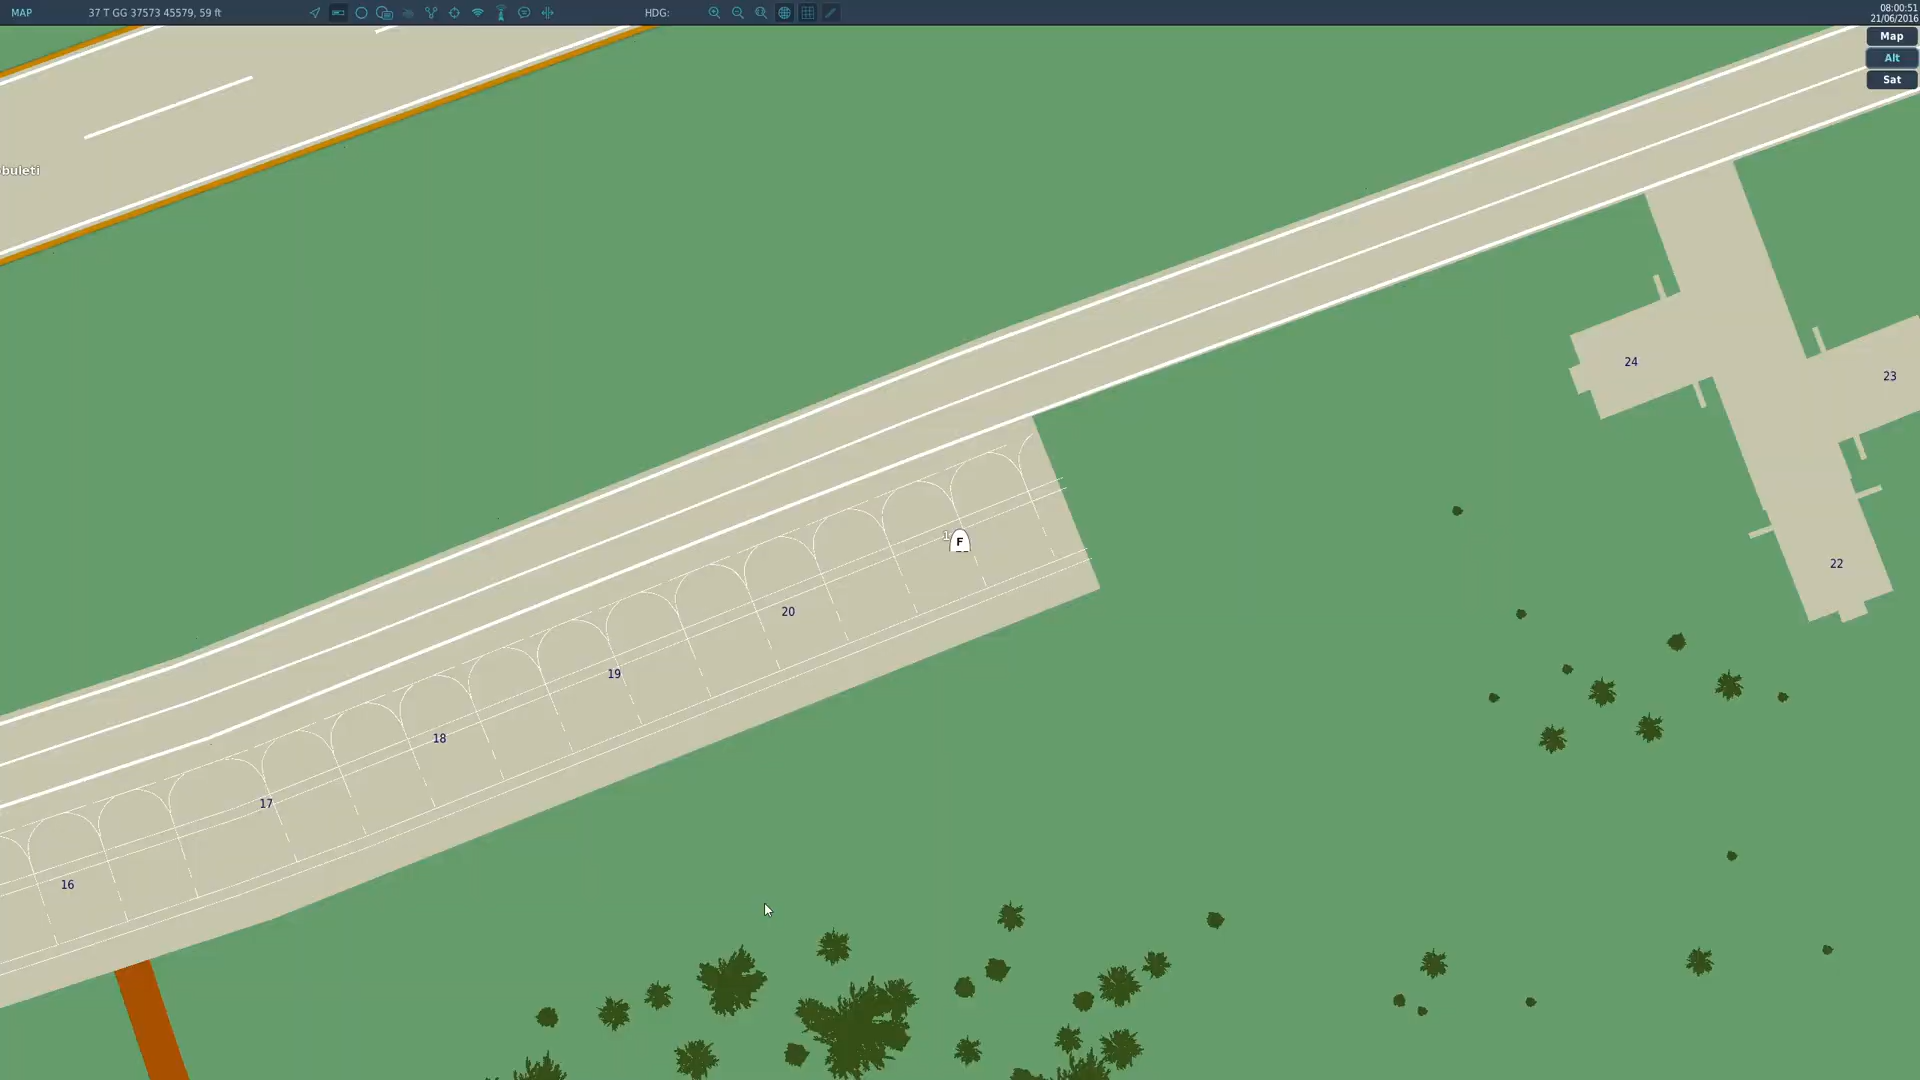 MAP 37 T GG 37573 45579, 59 ft HDG: 08:00:51
21/06/2016
Map
Alt
Sat
buleti
24
23
1
F
22
20
19
18
17
16